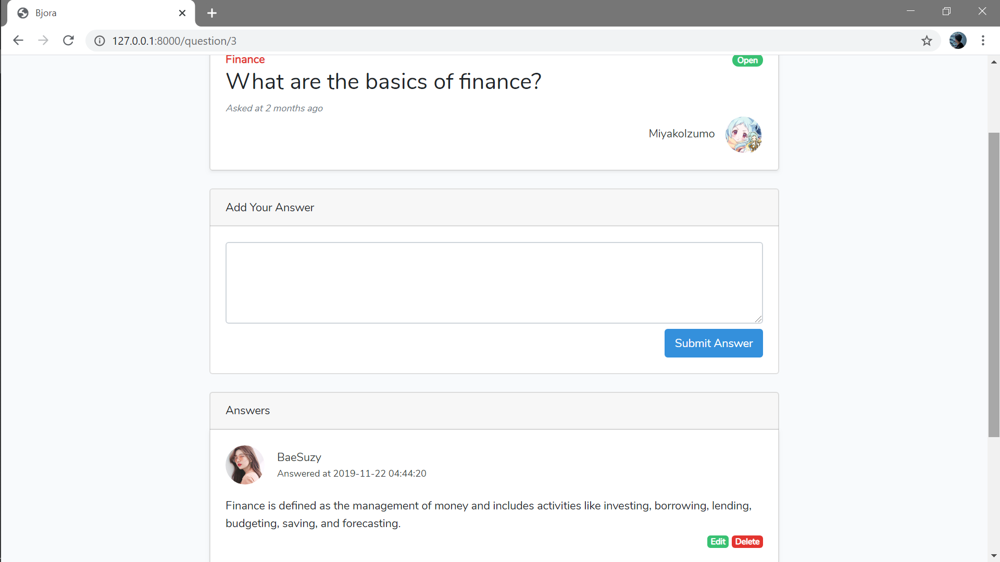 Bjora
127.0.0.1:8000/question/3
Finance
Open
What are the basics of finance?
Asked at 2 months ago
MiyakoIzumo
Add Your Answer
Submit Answer
Answers
BaeSuzy
Answered at 2019-11-22 04:44:20
Finance is defined as the management of money and includes activities like investing, borrowing, lending,
budgeting, saving, and forecasting.
Edit Delete